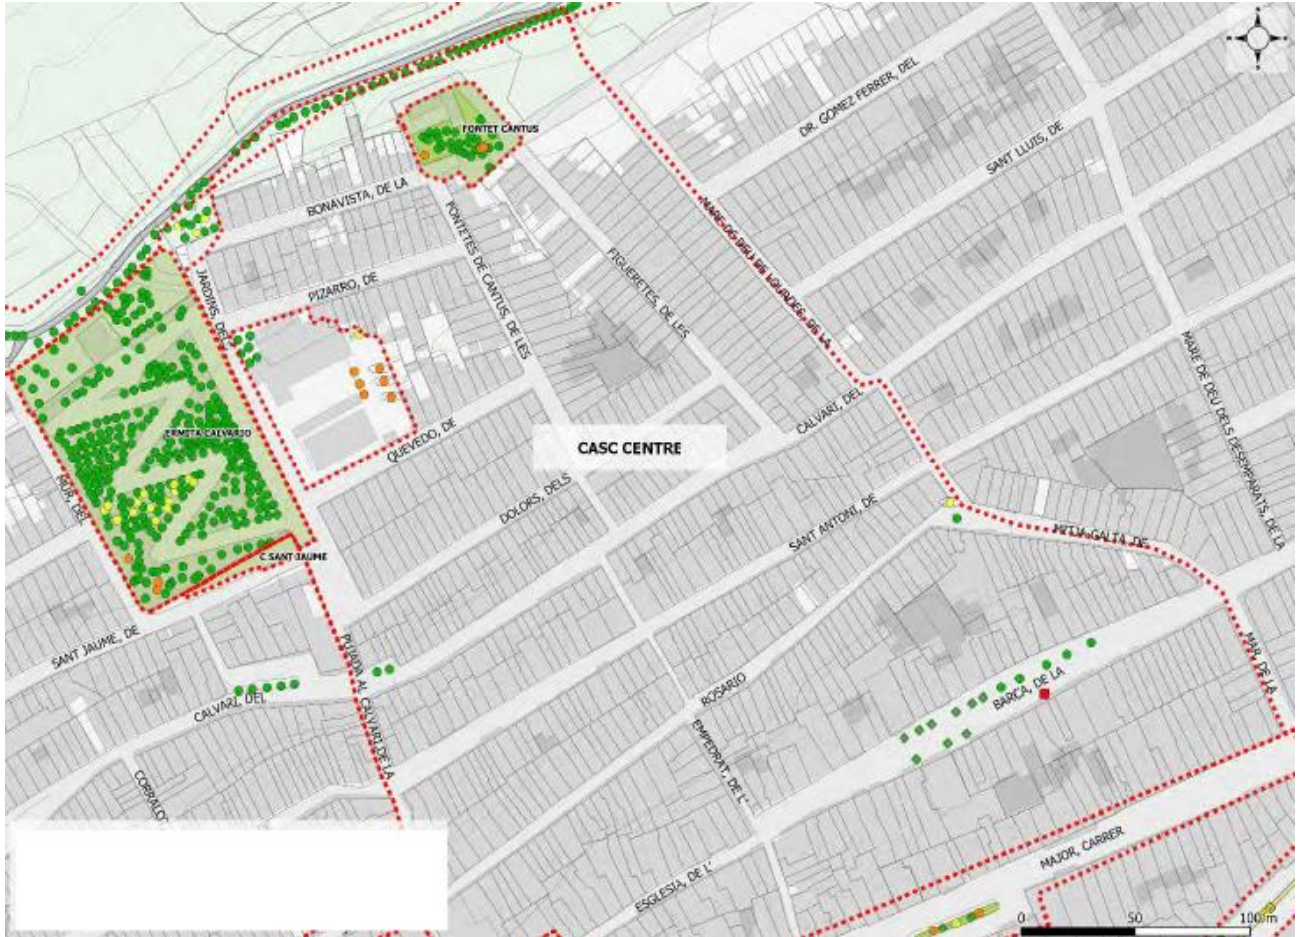 DR. GOMEZ FERRER, DEL
FONTET CANTUS
SANT LLUIS, DE
BONAVISTA, DE LA
FONTETES DE CANTUS, DE LES
MARE DE DEU DE LOURDES, DE LA
FIGUERETES, DE LES
JARDINS, DELS
PIZARRO, DE
MARE DE DEU DELS DESEMPARATS, DE LA
ERMITA CALVARIO
QUEVEDO, DE
CALVARI, DEL
CASC CENTRE
MUR, DEL
DOLORS, DELS
SANT ANTONI, DE
MITJA GALTA, DE
C SANT JAUME
SANT JAUME, DE
PUJADA AL CALVARI, DE LA
MAR, DE LA
ROSARIO
BARCA, DE LA
CALVARI, DEL
EMPEDRAT, DE L'
MAJOR, CARRER
ESGLESIA, DE L'
0 50 100 m